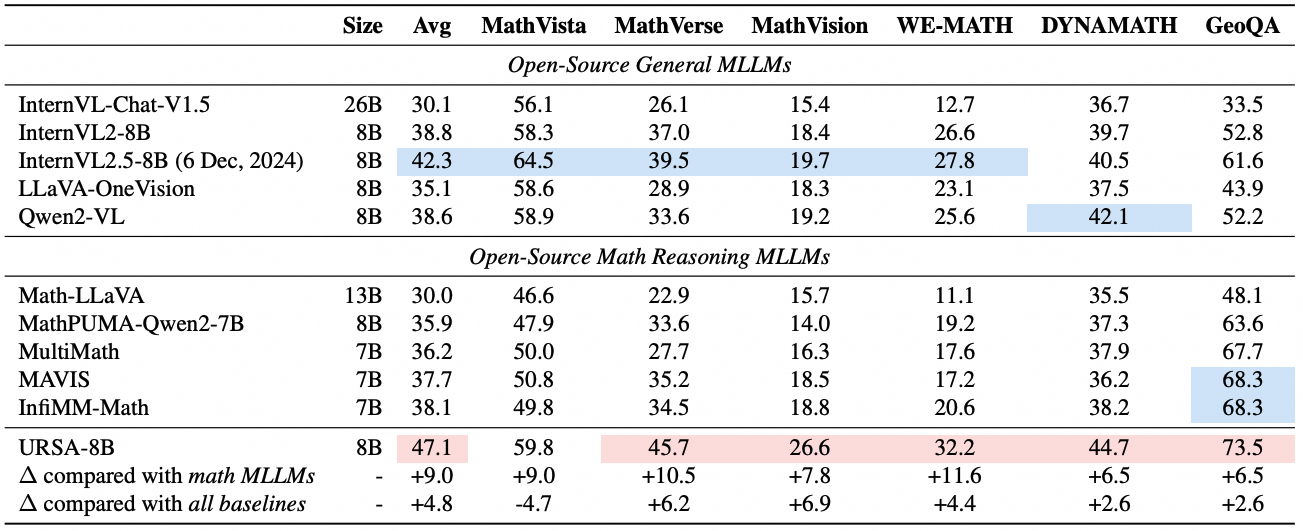 Size Avg MathVista MathVerse MathVision WE-MATH DYNAMATH GeoQA
Open-Source General MLLMs
InternVL-Chat-V1.5 26B 30.1 56.1 26.1 15.4 12.7 36.7 33.5
InternVL2-8B 8B 38.8 58.3 37.0 18.4 26.6 39.7 52.8
InternVL2.5-8B (6 Dec, 2024) 8B 42.3 64.5 39.5 19.7 27.8 40.5 61.6
LLaVA-OneVision 8B 35.1 58.6 28.9 18.3 23.1 37.5 43.9
Qwen2-VL 8B 38.6 58.9 33.6 19.2 25.6 42.1 52.2
Open-Source Math Reasoning MLLMs
Math-LLaVA 13B 30.0 46.6 22.9 15.7 11.1 35.5 48.1
MathPUMA-Qwen2-7B 8B 35.9 47.9 33.6 14.0 19.2 37.3 63.6
MultiMath 7B 36.2 50.0 27.7 16.3 17.6 37.9 67.7
MAVIS 7B 37.7 50.8 35.2 18.5 17.2 36.2 68.3
InfiMM-Math 7B 38.1 49.8 34.5 18.8 20.6 38.2 68.3
URSA-8B 8B 47.1 59.8 45.7 26.6 32.2 44.7 73.5
Δ compared with math MLLMs - +9.0 +9.0 +10.5 +7.8 +11.6 +6.5 +6.5
Δ compared with all baselines - +4.8 -4.7 +6.2 +6.9 +4.4 +2.6 +2.6